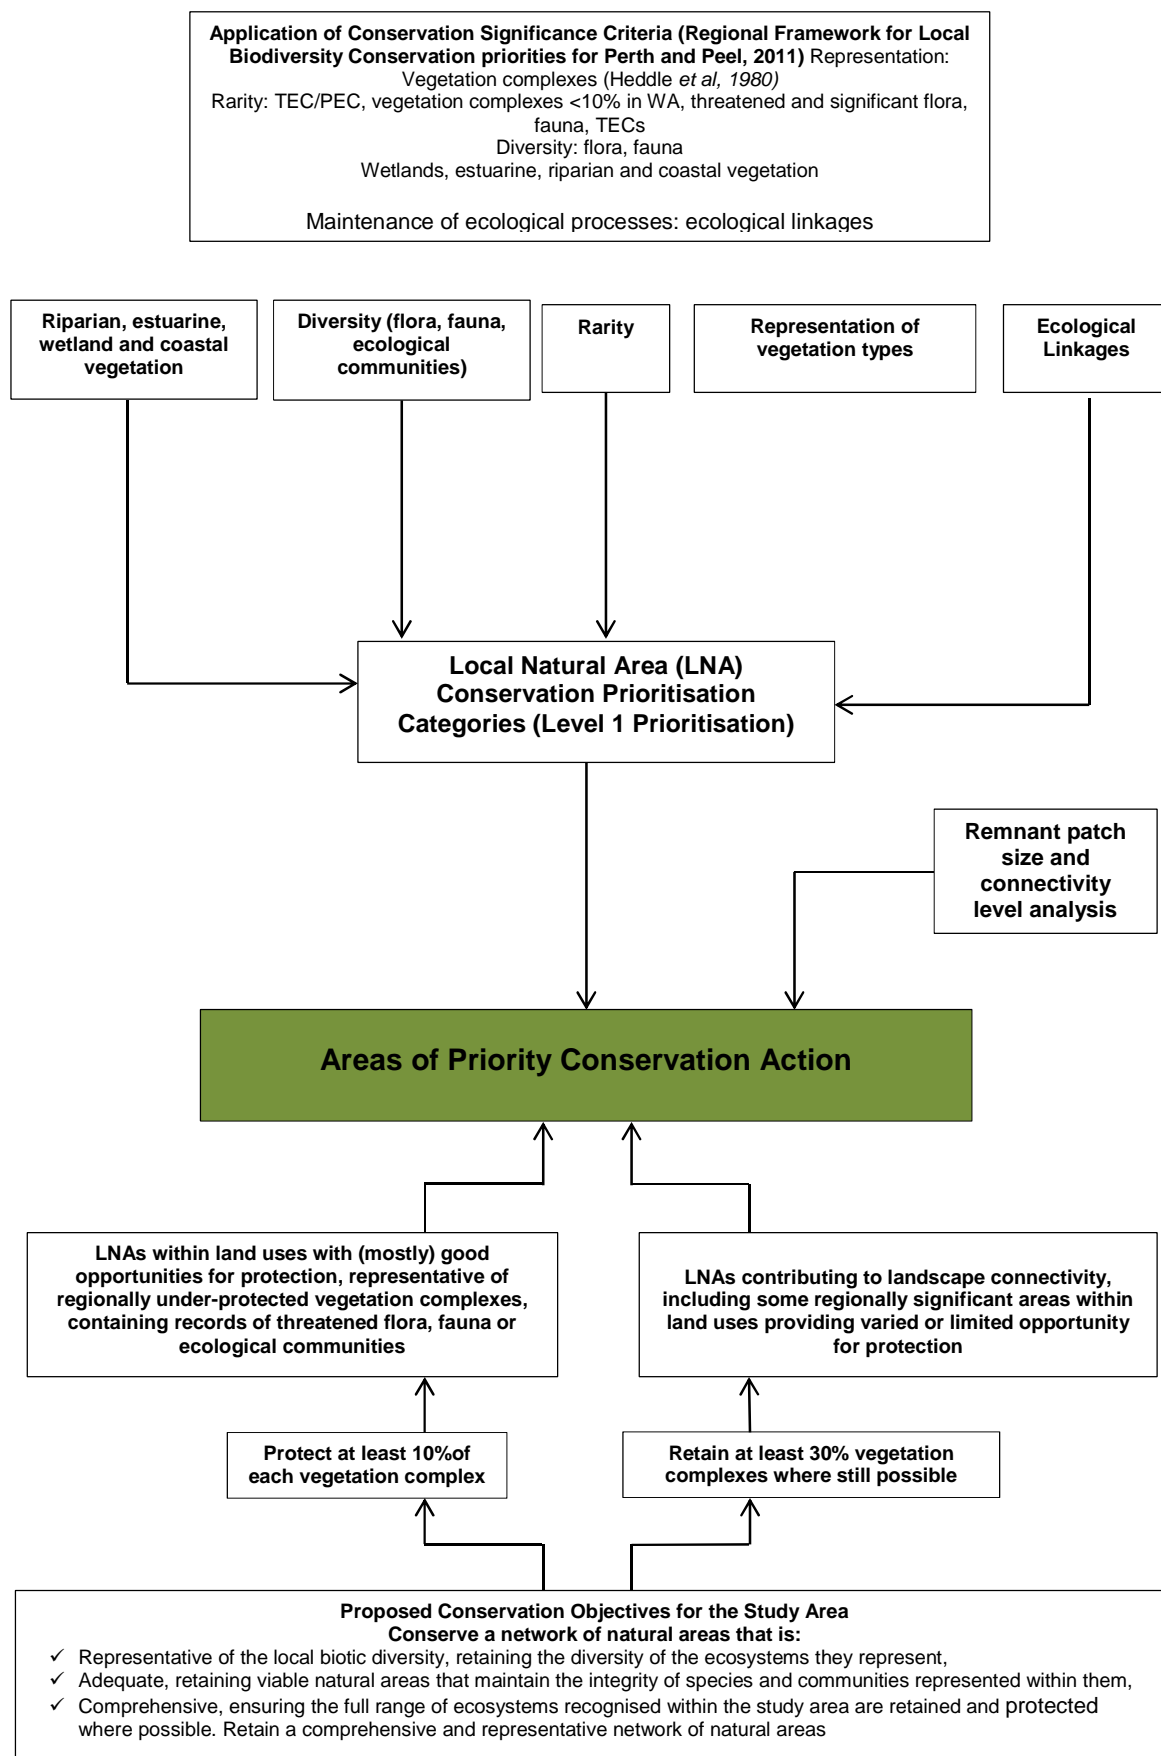 Application of Conservation Significance Criteria (Regional Framework for Local
Biodiversity Conservation priorities for Perth and Peel, 2011) Representation:
Vegetation complexes (Heddle et al, 1980)
Rarity: TEC/PEC, vegetation complexes <10% in WA, threatened and significant flora,
fauna, TECs
Diversity: flora, fauna
Wetlands, estuarine, riparian and coastal vegetation
Maintenance of ecological processes: ecological linkages
Riparian, estuarine,
wetland and coastal
vegetation
Diversity (flora, fauna,
ecological
communities)
Rarity
Representation of
vegetation types
Ecological
Linkages
Local Natural Area (LNA)
Conservation Prioritisation
Categories (Level 1 Prioritisation)
Remnant patch
size and
connectivity
level analysis
Areas of Priority Conservation Action
LNAs within land uses with (mostly) good
opportunities for protection, representative of
regionally under-protected vegetation complexes,
containing records of threatened flora, fauna or
ecological communities
LNAs contributing to landscape connectivity,
including some regionally significant areas within
land uses providing varied or limited opportunity
for protection
Protect at least 10%of
each vegetation complex
Retain at least 30% vegetation
complexes where still possible
Proposed Conservation Objectives for the Study Area
Conserve a network of natural areas that is:
✓ Representative of the local biotic diversity, retaining the diversity of the ecosystems they represent,
✓ Adequate, retaining viable natural areas that maintain the integrity of species and communities represented within them,
✓ Comprehensive, ensuring the full range of ecosystems recognised within the study area are retained and protected
where possible. Retain a comprehensive and representative network of natural areas